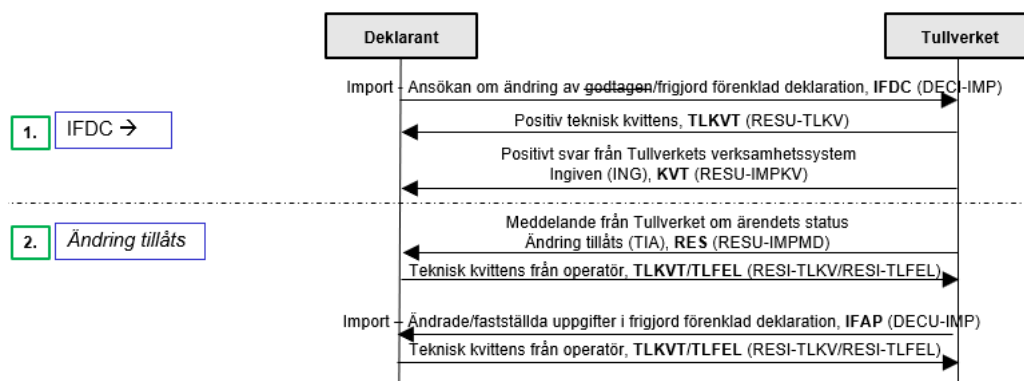 Deklarant
Tullverket
Import - Ansökan om ändring av godtagen/frigjord förenklad deklaration, IFDC (DECI-IMP)
1.
IFDC →
Positiv teknisk kvittens, TLKVT (RESU-TLKV)
Positivt svar från Tullverkets verksamhetssystem
Ingiven (ING), KVT (RESU-IMPKV)
2.
Ändring tillåts
Meddelande från Tullverket om ärendets status
Ändring tillåts (TIA), RES (RESU-IMPMD)
Teknisk kvittens från operatör, TLKVT/TLFEL (RESI-TLKV/RESI-TLFEL)
Import – Ändrade/fastställda uppgifter i frigjord förenklad deklaration, IFAP (DECU-IMP)
Teknisk kvittens från operatör, TLKVT/TLFEL (RESI-TLKV/RESI-TLFEL)